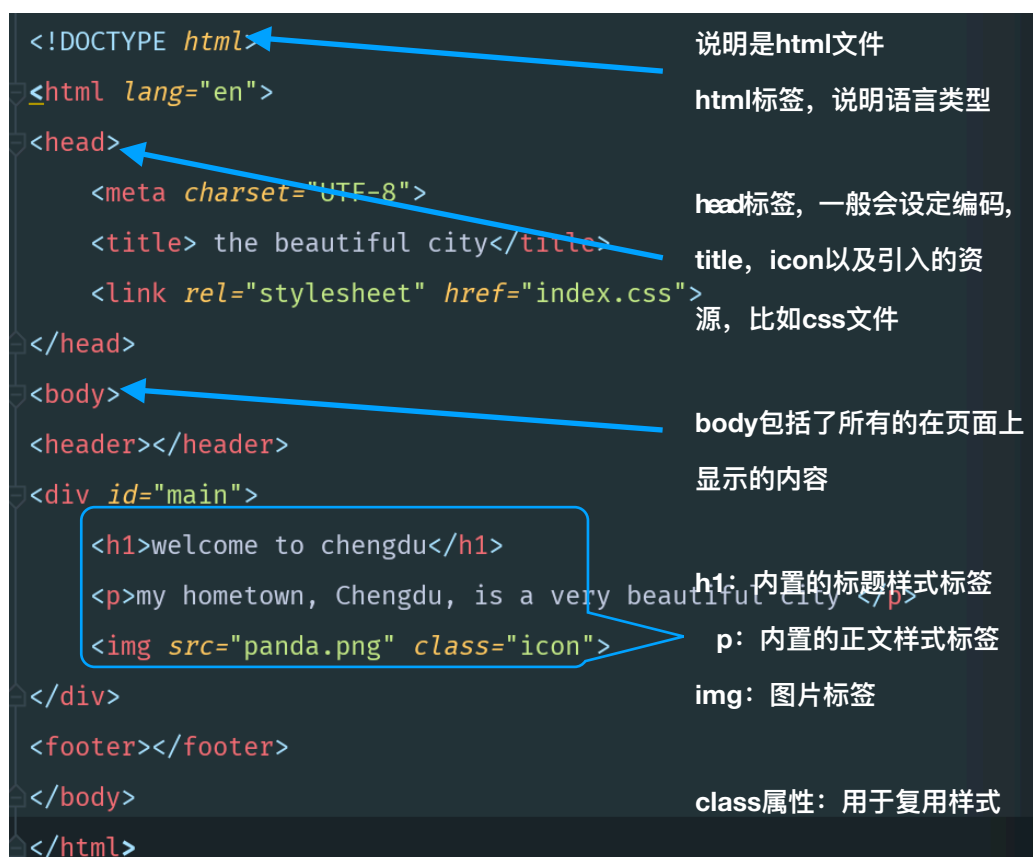 <!DOCTYPE html>
<html lang="en">
<head>
<meta charset="UTF-8">
<title> the beautiful city</title>
<link rel="stylesheet" href="index.css">
</head>
<body>
<header></header>
<div id="main">
<h1>welcome to chengdu</h1>
<p>my hometown, Chengdu, is a very beautiful city </p>
<img src="panda.png" class="icon">
</div>
<footer></footer>
</body>
</html>
说明是html文件
html标签，说明语言类型
head标签，一般会设定编码,
title，icon以及引入的资
源，比如css文件
body包括了所有的在页面上
显示的内容
h1：内置的标题样式标签
p：内置的正文样式标签
img：图片标签
class属性：用于复用样式